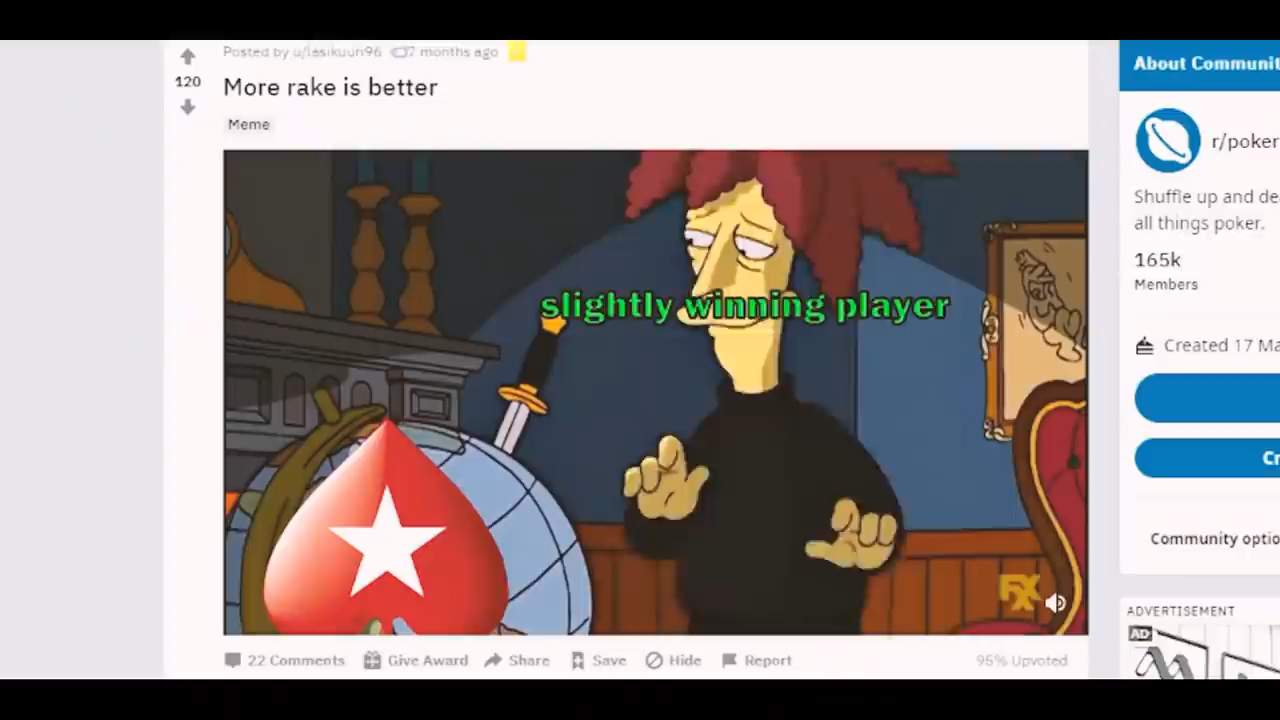 Posted by u/lasikuun96 7 months ago
120
More rake is better
Meme
slightly winning player
FX
22 Comments Give Award Share Save Hide Report 95% Upvoted
About Communit
r/poker
Shuffle up and de
all things poker.
165k
Members
Created 17 Ma
Cr
Community optio
ADVERTISEMENT
AD